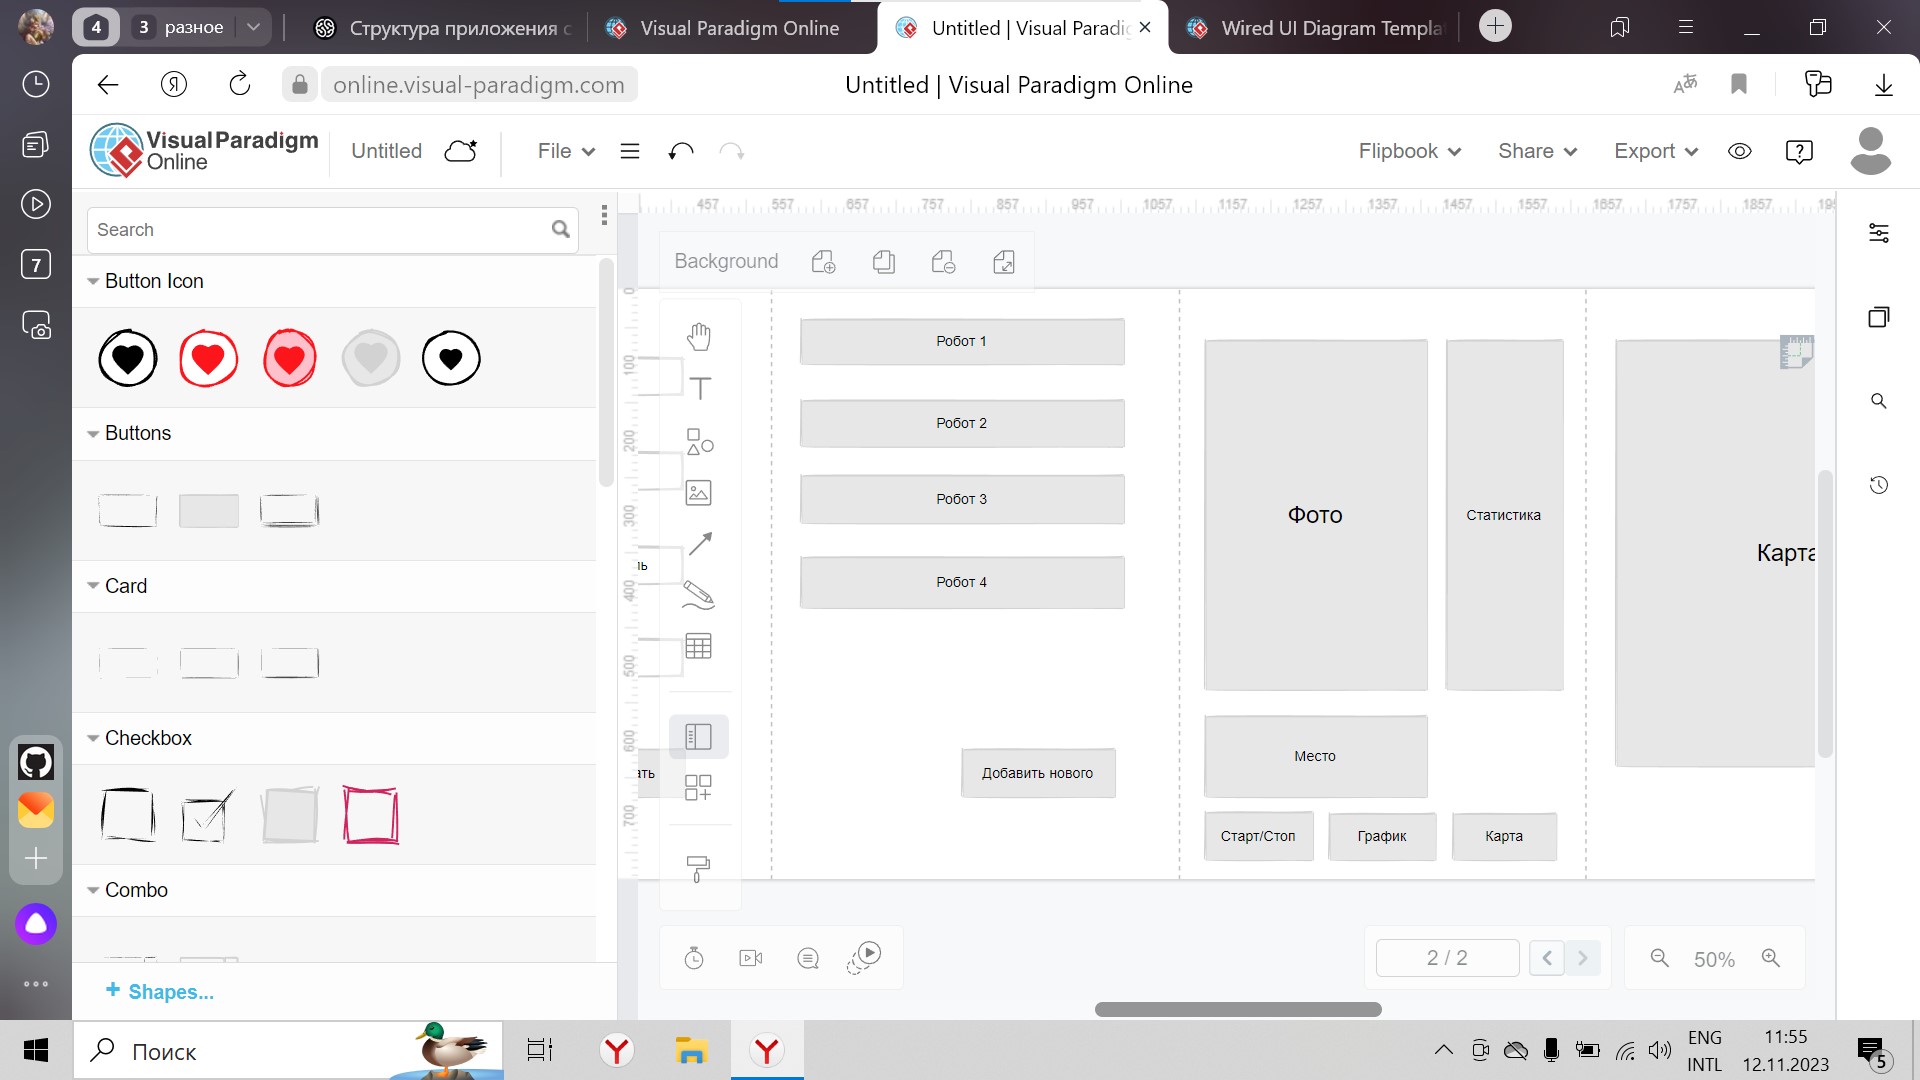 4
3 разное
Структура приложения с
Visual Paradigm Online
Untitled | Visual Paradig
Wired UI Diagram Templa
Я
online.visual-paradigm.com
Untitled | Visual Paradigm Online
Visual Paradigm
Online
Untitled
File
Flipbook
Share
Export
7
Search
457 557 657 757 857 957 1057 1157 1257 1357 1457 1557 1657 1757 1857 195
Background
Button Icon
0
100
200
300
400
500
600
700
Робот 1
Робот 2
Робот 3
Робот 4
Фото
Статистика
Карта
ль
ать
Добавить нового
Место
Старт/Стоп
График
Карта
Buttons
Card
Checkbox
Combo
+ Shapes...
2 / 2
50%
Поиск
ENG
INTL
11:55
12.11.2023
5